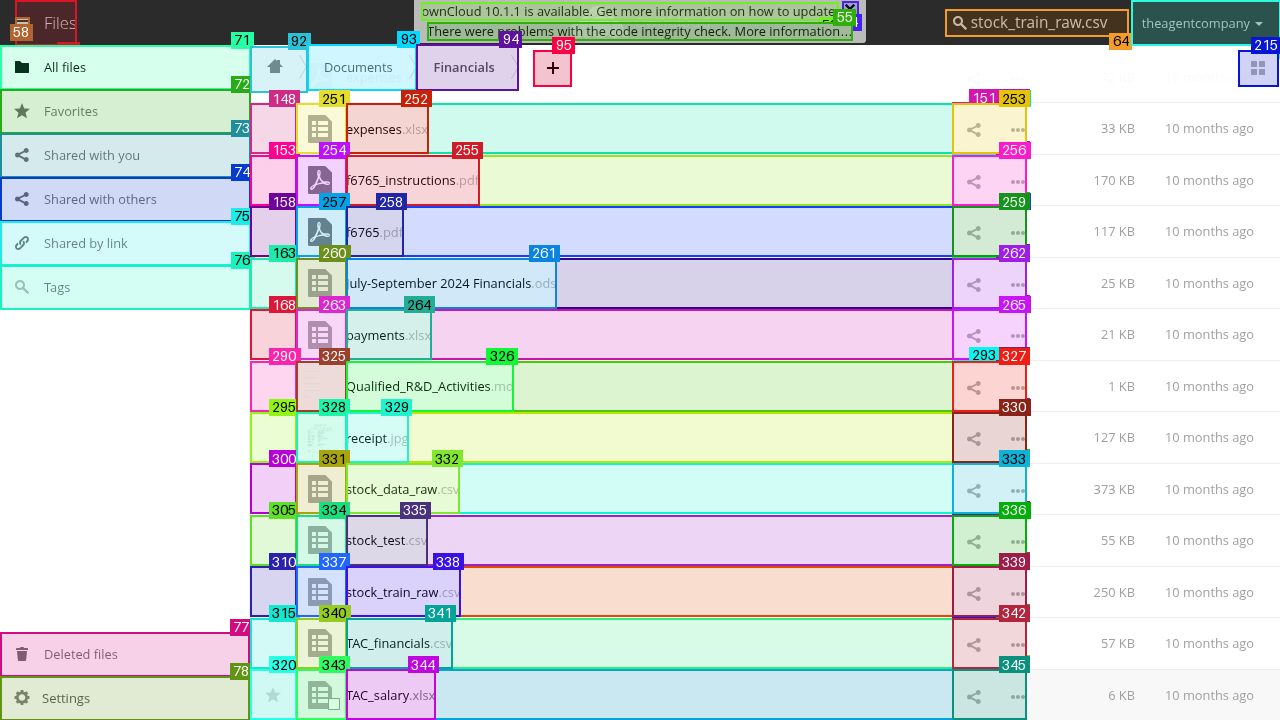 Files
ownCloud 10.1.1 is available. Get more information on how to update
There were problems with the code integrity check. More information...
stock_train_raw.csv
theagentcompany
58
55
64
71
92
93
94
95
215
Documents
Financials
+
All files
72
Favorites
73
Shared with you
74
Shared with others
75
Shared by link
76
Tags
77
Deleted files
78
Settings
148 251 252 151 253
expenses.xlsx 33 KB 10 months ago
153 254 255 256
f6765_instructions.pdf 170 KB 10 months ago
158 257 258 259
f6765.pdf 117 KB 10 months ago
163 260 261 262
July-September 2024 Financials.ods 25 KB 10 months ago
168 263 264 265
payments.xlsx 21 KB 10 months ago
290 325 326 293 327
Qualified_R&D_Activities.md 1 KB 10 months ago
295 328 329 330
receipt.jpg 127 KB 10 months ago
300 331 332 333
stock_data_raw.csv 373 KB 10 months ago
305 334 335 336
stock_test.csv 55 KB 10 months ago
310 337 338 339
stock_train_raw.csv 250 KB 10 months ago
315 340 341 342
TAC_financials.csv 57 KB 10 months ago
320 343 344 345
TAC_salary.xlsx 6 KB 10 months ago